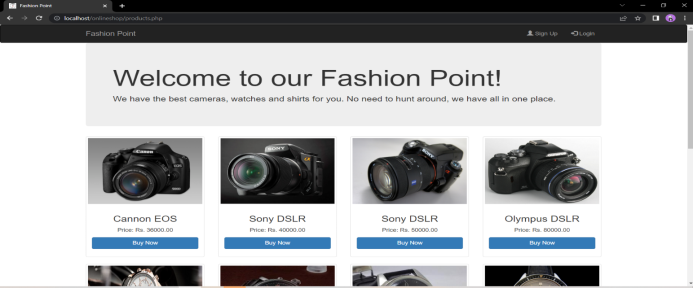 Fashion Point
localhost/onlineshop/products.php
Fashion Point
Sign Up
Login
Welcome to our Fashion Point!
We have the best cameras, watches and shirts for you. No need to hunt around, we have all in one place.
Canon
EOS
SONY
SONY
OLYMPUS
Cannon EOS
Sony DSLR
Sony DSLR
Olympus DSLR
Price: Rs. 36000.00
Price: Rs. 40000.00
Price: Rs. 50000.00
Price: Rs. 80000.00
Buy Now
Buy Now
Buy Now
Buy Now